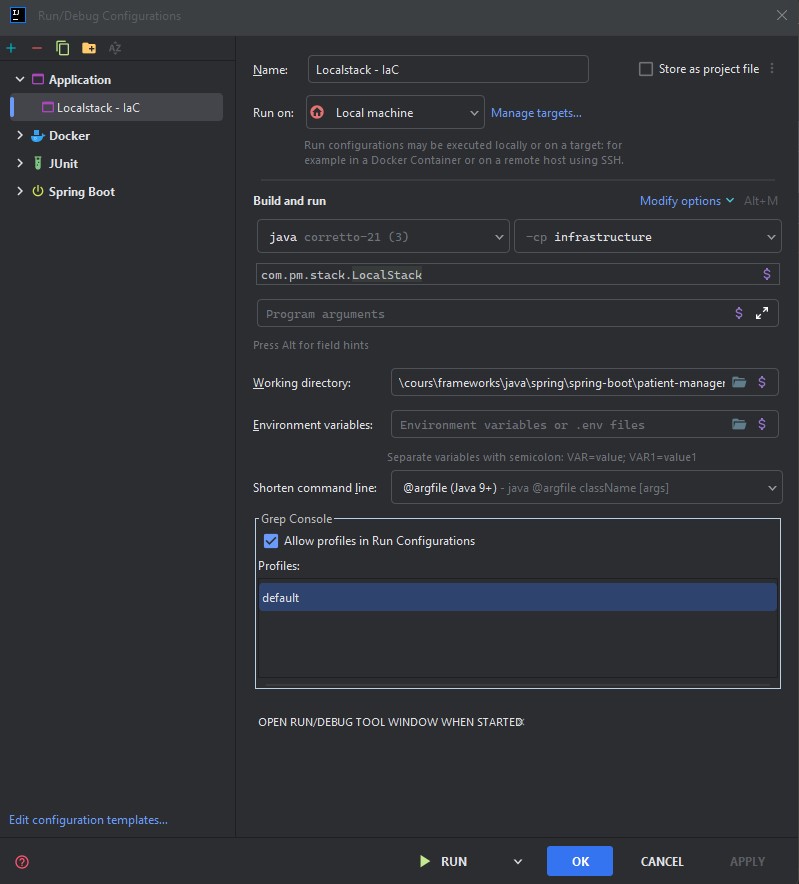 Run/Debug Configurations
Application
Localstack - IaC
Docker
JUnit
Spring Boot
Edit configuration templates...
Name: Localstack - IaC Store as project file
Run on: Local machine Manage targets...
Run configurations may be executed locally or on a target: for
example in a Docker Container or on a remote host using SSH.
Build and run Modify options Alt+M
java corretto-21 (3) -cp infrastructure
com.pm.stack.LocalStack
Program arguments
Press Alt for field hints
Working directory: \cours\frameworks\java\spring\spring-boot\patient-manager
Environment variables: Environment variables or .env files
Separate variables with semicolon: VAR=value; VAR1=value1
Shorten command line: @argfile (Java 9+) - java @argfile className [args]
Grep Console
Allow profiles in Run Configurations
Profiles:
default
OPEN RUN/DEBUG TOOL WINDOW WHEN STARTED
RUN OK CANCEL APPLY